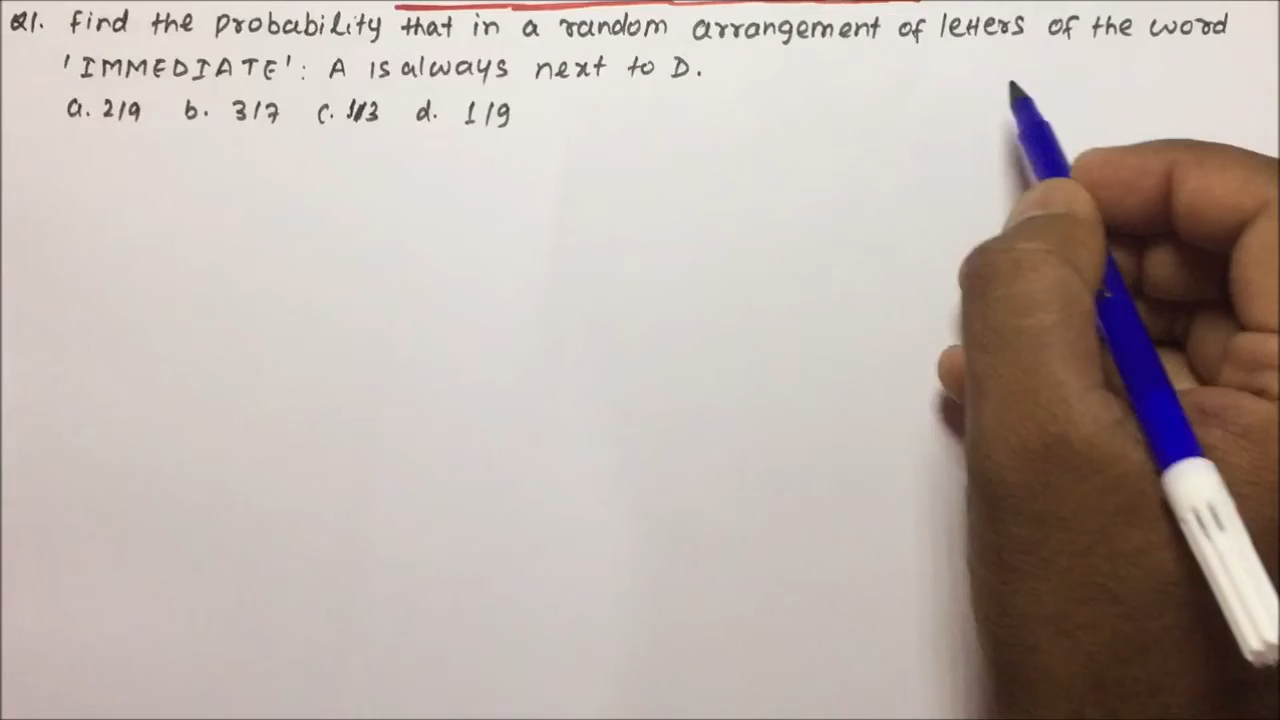 Q1. Find the probability that in a random arrangement of letters of the word
'IMMEDIATE': A is always next to D.
a. 2/9 b. 3/7 c. 1/3 d. 1/9